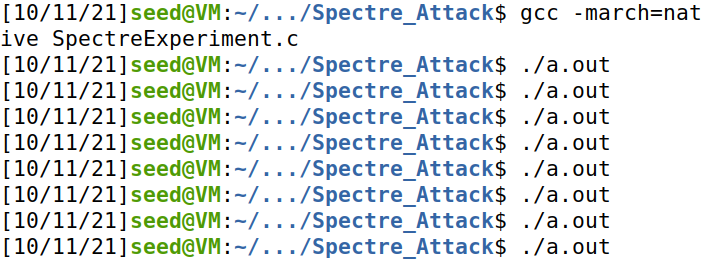 [10/11/21]seed@VM:~/.../Spectre_Attack$ gcc -march=nat
ive SpectreExperiment.c
[10/11/21]seed@VM:~/.../Spectre_Attack$ ./a.out
[10/11/21]seed@VM:~/.../Spectre_Attack$ ./a.out
[10/11/21]seed@VM:~/.../Spectre_Attack$ ./a.out
[10/11/21]seed@VM:~/.../Spectre_Attack$ ./a.out
[10/11/21]seed@VM:~/.../Spectre_Attack$ ./a.out
[10/11/21]seed@VM:~/.../Spectre_Attack$ ./a.out
[10/11/21]seed@VM:~/.../Spectre_Attack$ ./a.out
[10/11/21]seed@VM:~/.../Spectre_Attack$ ./a.out